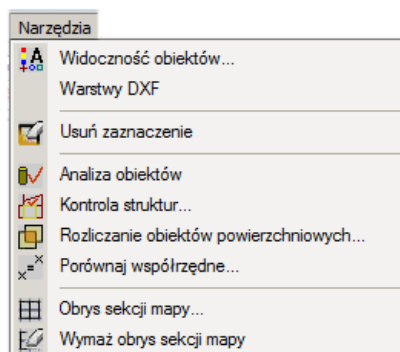 Narzędzia
Widoczność obiektów...
Warstwy DXF
Usuń zaznaczenie
Analiza obiektów
Kontrola struktur...
Rozliczanie obiektów powierzchniowych...
Porównaj współrzędne...
Obrys sekcji mapy...
Wymaż obrys sekcji mapy